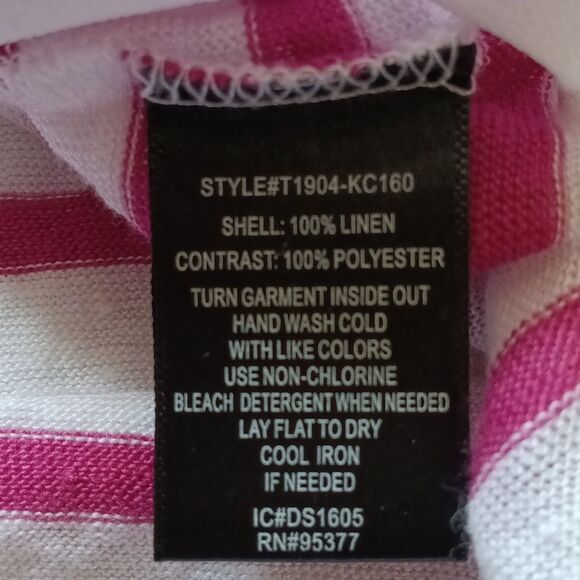 STYLE#T1904-KC160
SHELL: 100% LINEN
CONTRAST: 100% POLYESTER
TURN GARMENT INSIDE OUT
HAND WASH COLD
WITH LIKE COLORS
USE NON-CHLORINE
BLEACH DETERGENT WHEN NEEDED
LAY FLAT TO DRY
COOL IRON
IF NEEDED
IC#DS1605
RN#95377